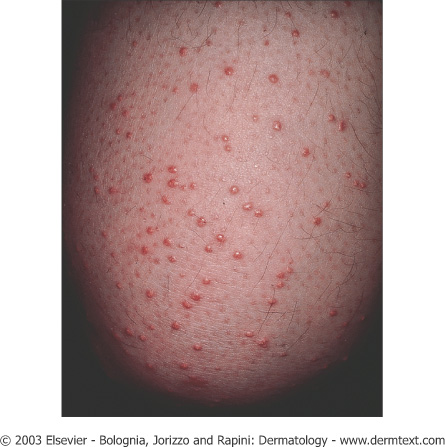 © 2003 Elsevier - Bolognia, Jorizzo and Rapini: Dermatology - www.dermtext.com